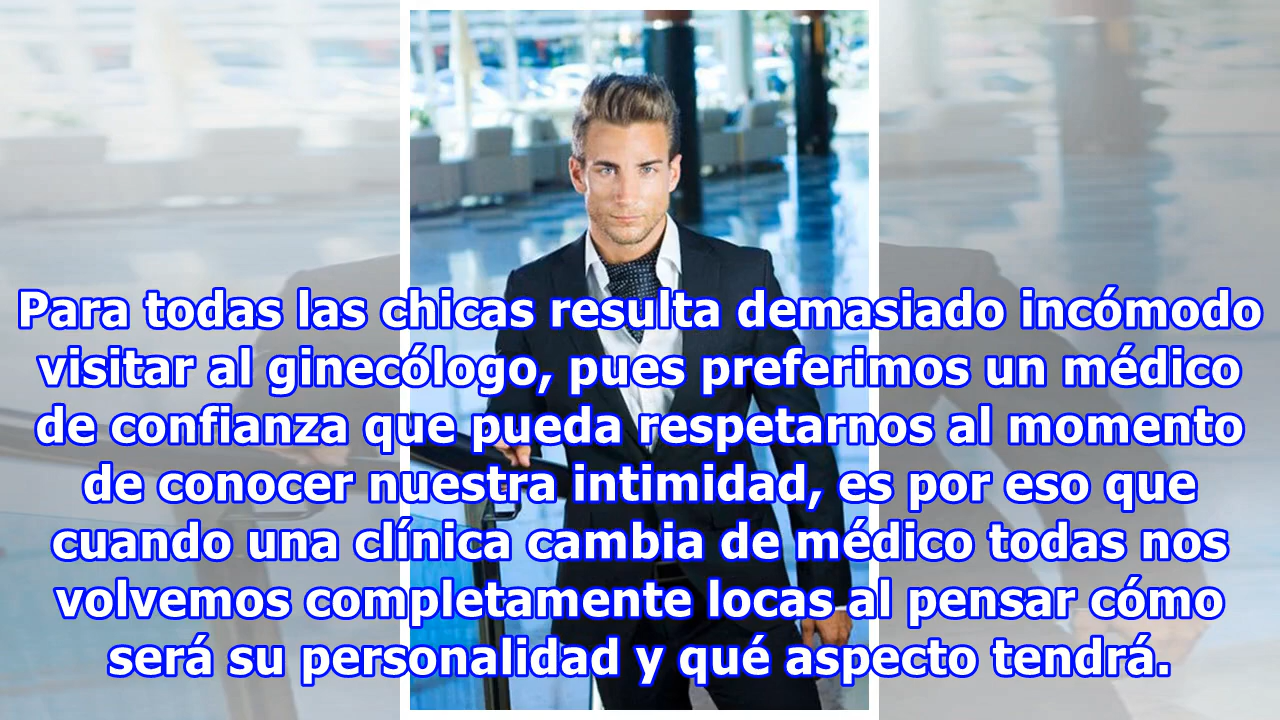 Para todas las chicas resulta demasiado incómodo
visitar al ginecólogo, pues preferimos un médico
de confianza que pueda respetarnos al momento
de conocer nuestra intimidad, es por eso que
cuando una clínica cambia de médico todas nos
volvemos completamente locas al pensar cómo
será su personalidad y qué aspecto tendrá.